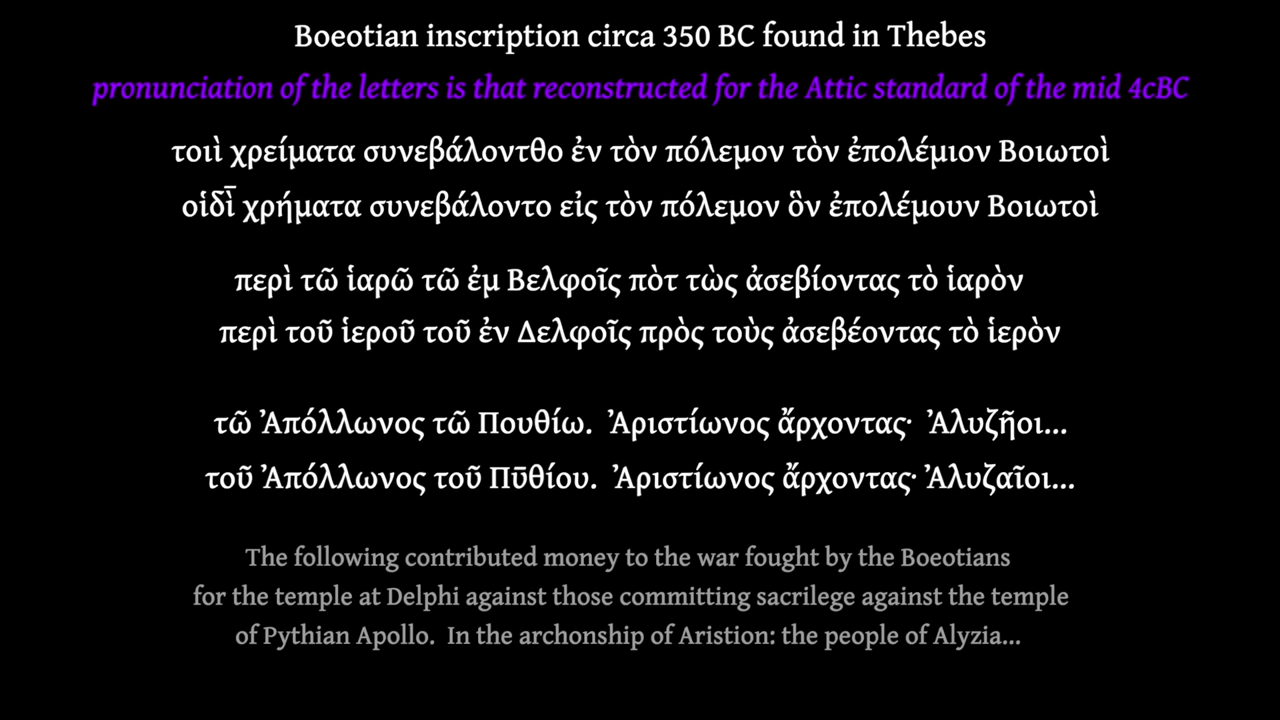 Boeotian inscription circa 350 BC found in Thebes
pronunciation of the letters is that reconstructed for the Attic standard of the mid 4cBC
τοιὶ χρείματα συνεβάλοντθο ἐν τὸν πόλεμον τὸν ἐπολέμιον Βοιωτοὶ
οἱδῑ̀ χρήματα συνεβάλοντο εἰς τὸν πόλεμον ὃν ἐπολέμουν Βοιωτοὶ
περὶ τῶ ἱαρῶ τῶ ἐμ Βελφοῖς πὸτ τὼς ἀσεβίοντας τὸ ἱαρὸν
περὶ τοῦ ἱεροῦ τοῦ ἐν Δελφοῖς πρὸς τοὺς ἀσεβέοντας τὸ ἱερὸν
τῶ Ἀπόλλωνος τῶ Πουθίω. Ἀριστίωνος ἄρχοντας· Ἀλυζῆοι...
τοῦ Ἀπόλλωνος τοῦ Πῡθίου. Ἀριστίωνος ἄρχοντας· Ἀλυζαῖοι...
The following contributed money to the war fought by the Boeotians
for the temple at Delphi against those committing sacrilege against the temple
of Pythian Apollo. In the archonship of Aristion: the people of Alyzia...